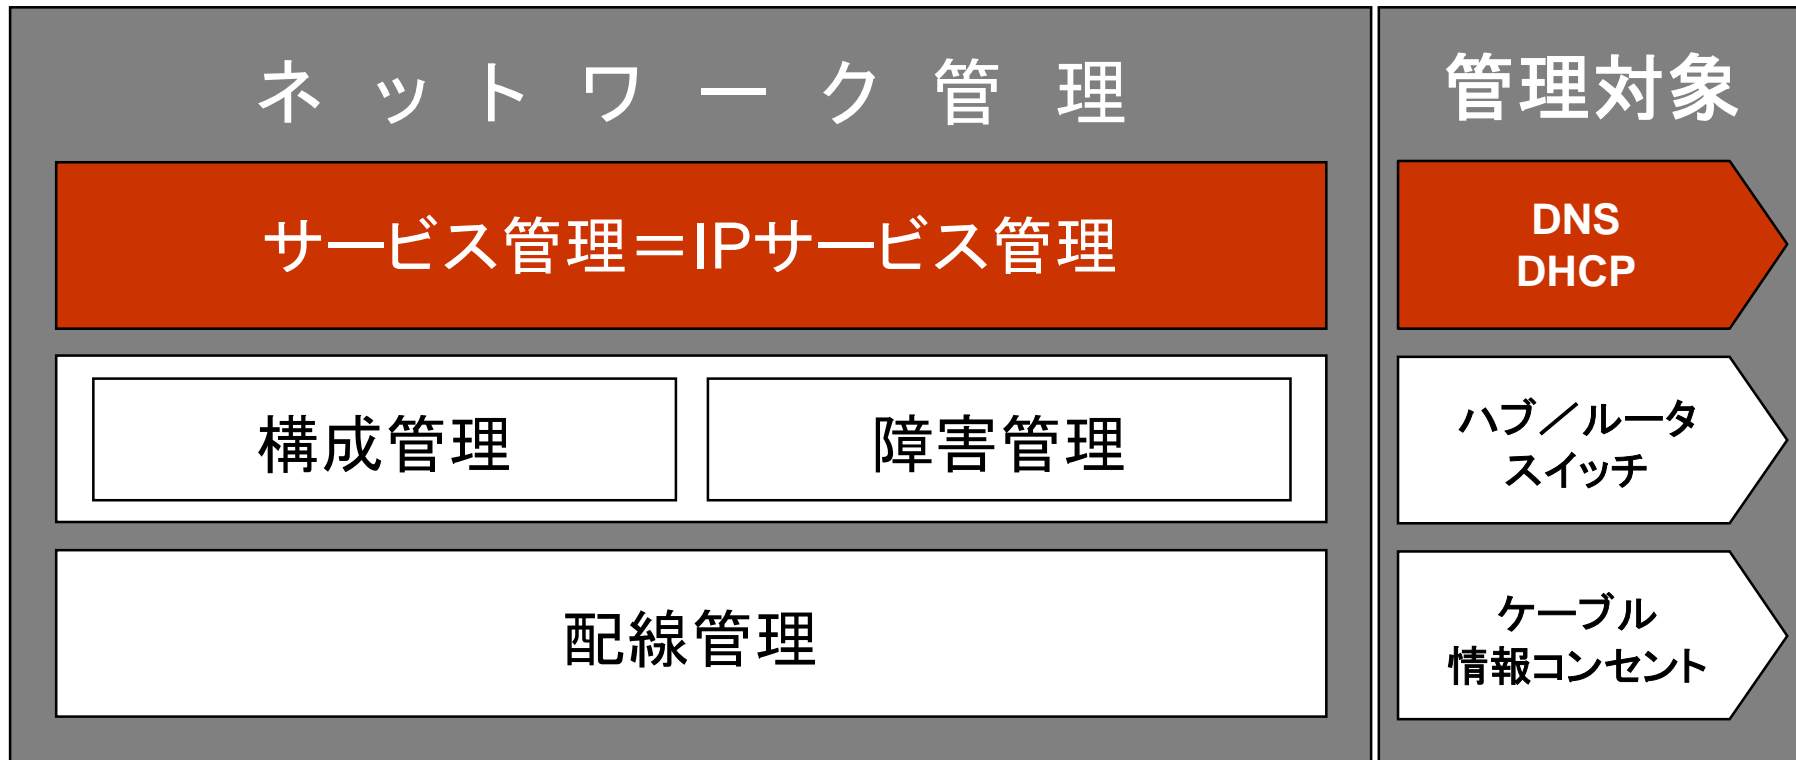 ネットワーク管理
管理対象
サービス管理＝IPサービス管理
DNS
DHCP
構成管理
障害管理
ハブ／ルータ
スイッチ
配線管理
ケーブル
情報コンセント